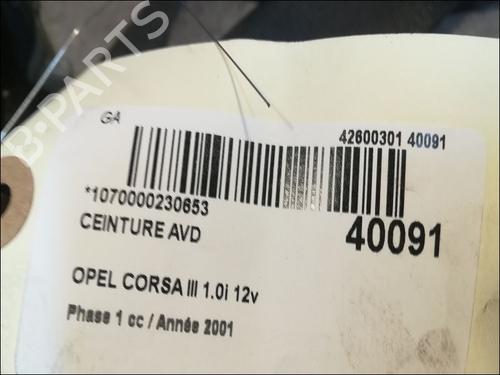 B-PARTS
GA
42600301 40091
*1070000230653
CEINTURE AVD
40091
OPEL CORSA III 1.0i 12v
Phase 1 cc / Année 2001